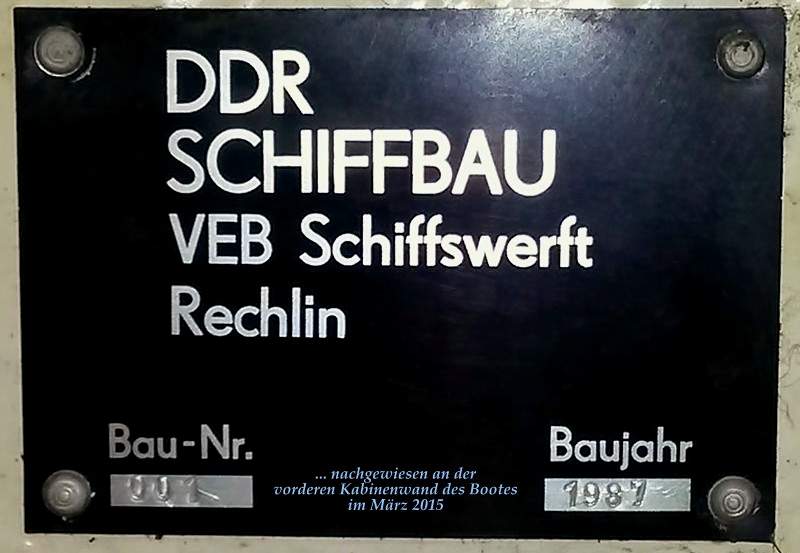 DDR
SCHIFFBAU
VEB Schiffswerft
Rechlin
Bau-Nr. Baujahr
001 1987
... nachgewiesen an der
vorderen Kabinenwand des Bootes
im März 2015